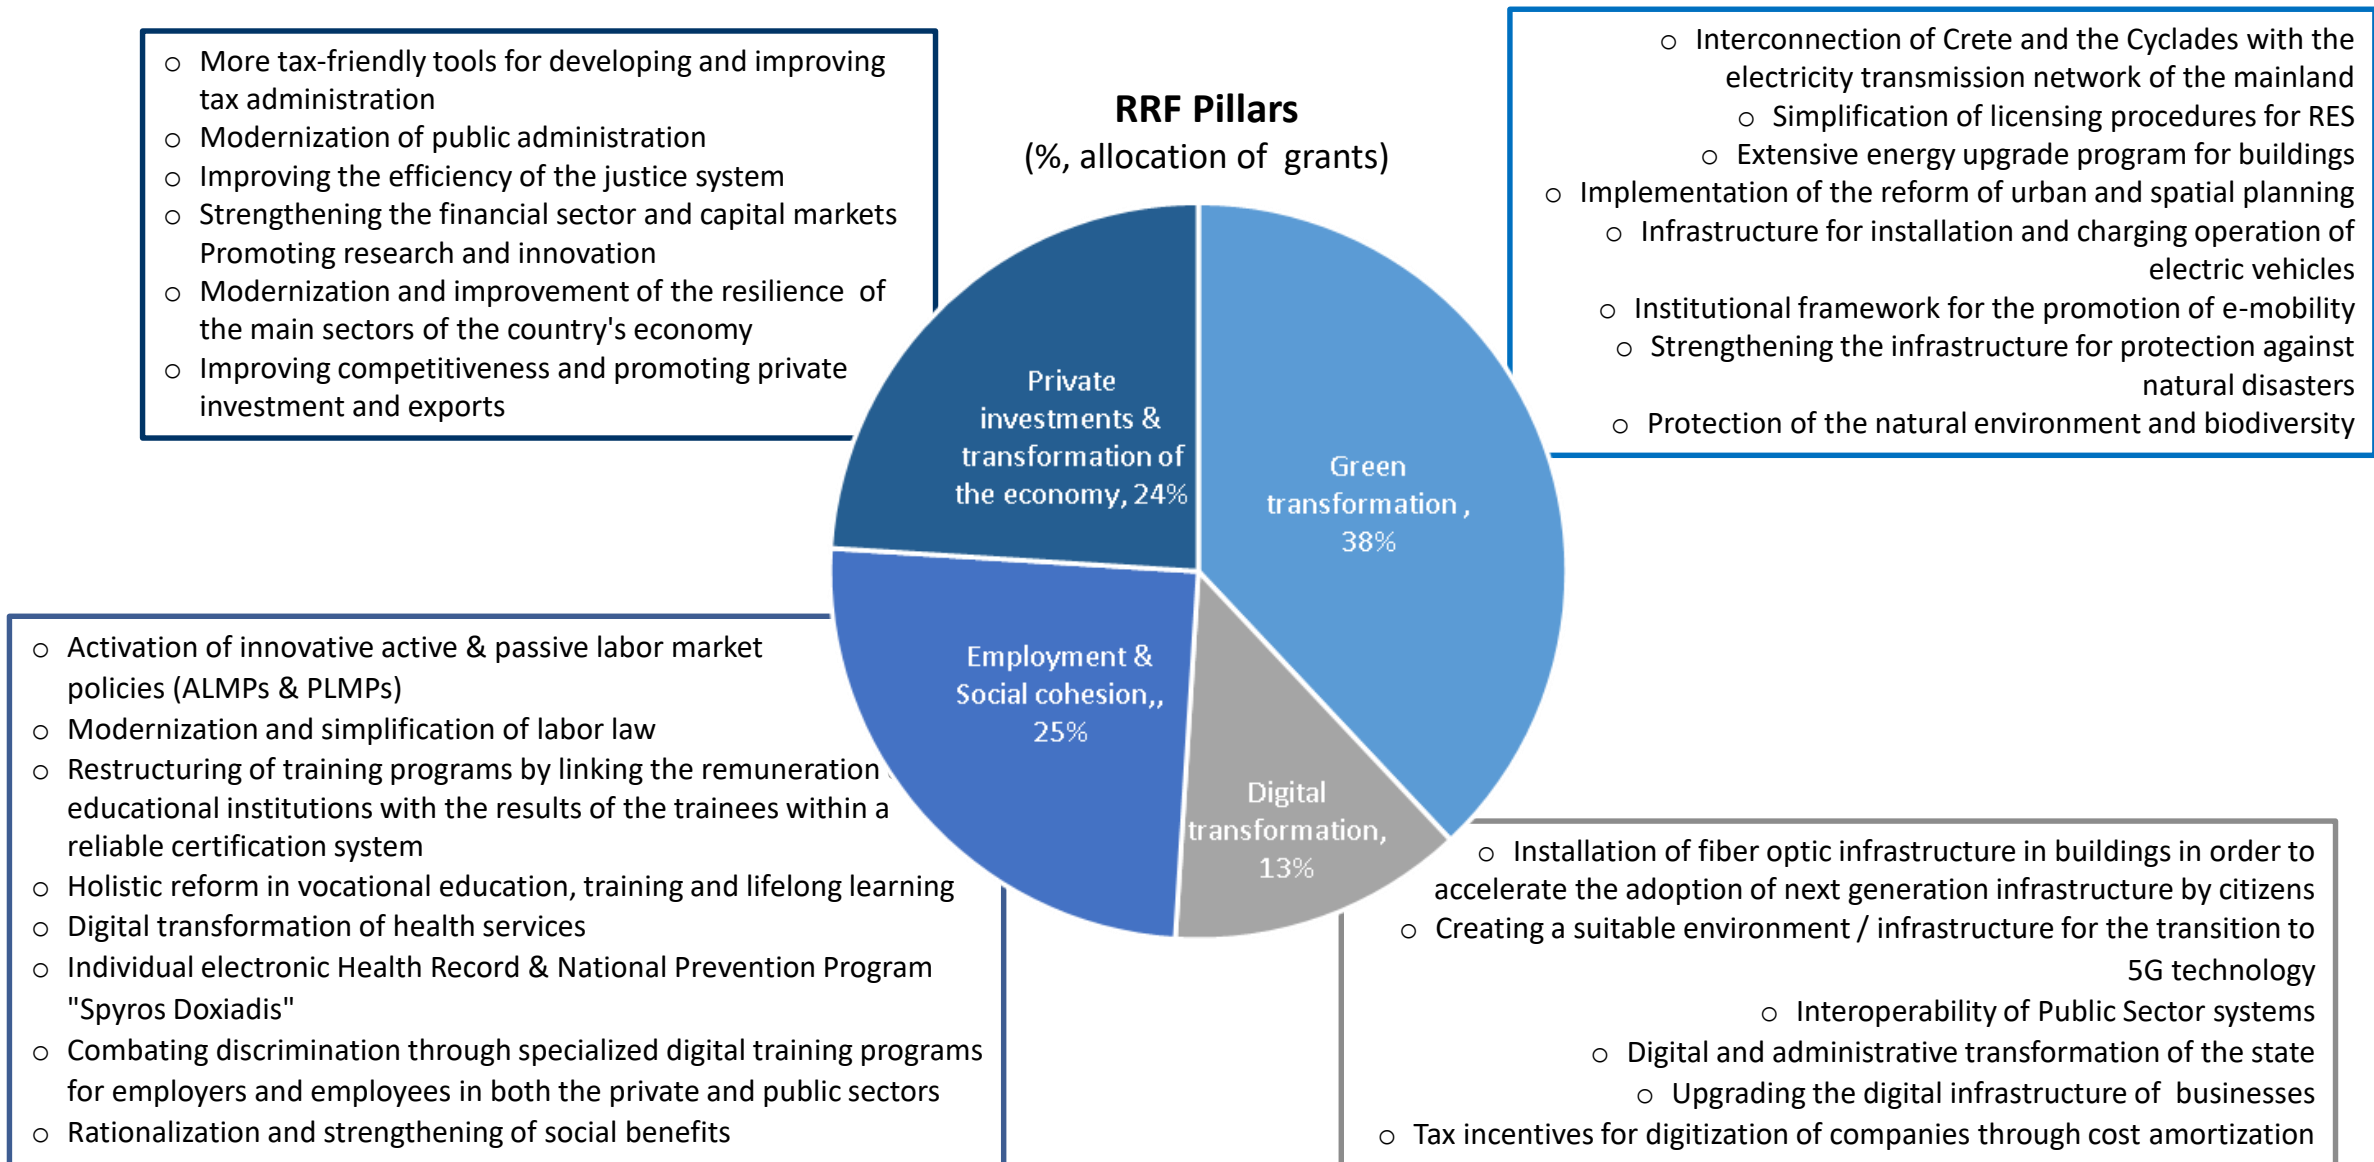 ○ More tax-friendly tools for developing and improving
tax administration
○ Modernization of public administration
○ Improving the efficiency of the justice system
○ Strengthening the financial sector and capital markets
Promoting research and innovation
○ Modernization and improvement of the resilience of
the main sectors of the country's economy
○ Improving competitiveness and promoting private
investment and exports
RRF Pillars
(%, allocation of grants)
○ Interconnection of Crete and the Cyclades with the
electricity transmission network of the mainland
○ Simplification of licensing procedures for RES
○ Extensive energy upgrade program for buildings
○ Implementation of the reform of urban and spatial planning
○ Infrastructure for installation and charging operation of
electric vehicles
○ Institutional framework for the promotion of e-mobility
○ Strengthening the infrastructure for protection against
natural disasters
○ Protection of the natural environment and biodiversity
Private
investments &
transformation of
the economy, 24%
Green
transformation ,
38%
Employment &
Social cohesion,,
25%
Digital
transformation,
13%
○ Activation of innovative active & passive labor market
policies (ALMPs & PLMPs)
○ Modernization and simplification of labor law
○ Restructuring of training programs by linking the remuneration
educational institutions with the results of the trainees within a
reliable certification system
○ Holistic reform in vocational education, training and lifelong learning
○ Digital transformation of health services
○ Individual electronic Health Record & National Prevention Program
"Spyros Doxiadis"
○ Combating discrimination through specialized digital training programs
for employers and employees in both the private and public sectors
○ Rationalization and strengthening of social benefits
○ Installation of fiber optic infrastructure in buildings in order to
accelerate the adoption of next generation infrastructure by citizens
○ Creating a suitable environment / infrastructure for the transition to
5G technology
○ Interoperability of Public Sector systems
○ Digital and administrative transformation of the state
○ Upgrading the digital infrastructure of businesses
○ Tax incentives for digitization of companies through cost amortization